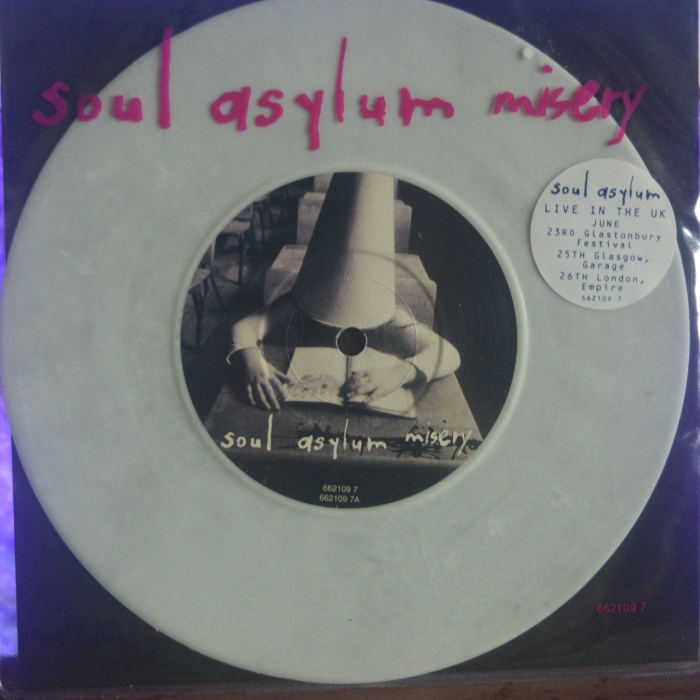 soul asylum misery
soul asylum
LIVE IN THE UK
JUNE
23RD Glastonbury
Festival
25TH Glasgow,
Garage
26TH London,
Empire
662109 7
soul asylum misery
662109 7
662109 7A
662109 7